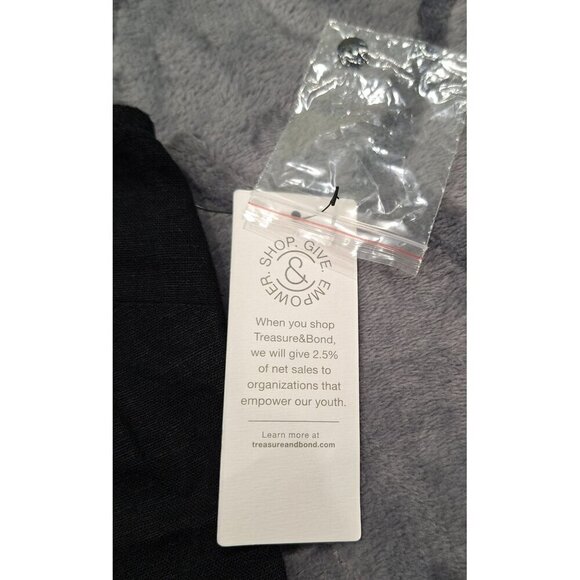 SHOP. GIVE. EMPOWER.
&
When you shop
Treasure&Bond,
we will give 2.5%
of net sales to
organizations that
empower our youth.
Learn more at
treasureandbond.com